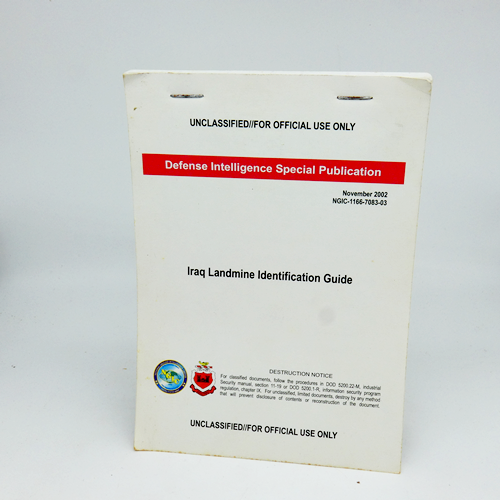 UNCLASSIFIED//FOR OFFICIAL USE ONLY
Defense Intelligence Special Publication
November 2002
NGIC-1166-7083-03
Iraq Landmine Identification Guide
DESTRUCTION NOTICE
For classified documents, follow the procedures in DOD 5200.22-M, industrial
Security manual, section 11-19 or DOD 5200.1-R, information security program
regulation, chapter IX. For unclassified, limited documents, destroy by any method
that will prevent disclosure of contents or reconstruction of the document.
UNCLASSIFIED//FOR OFFICIAL USE ONLY